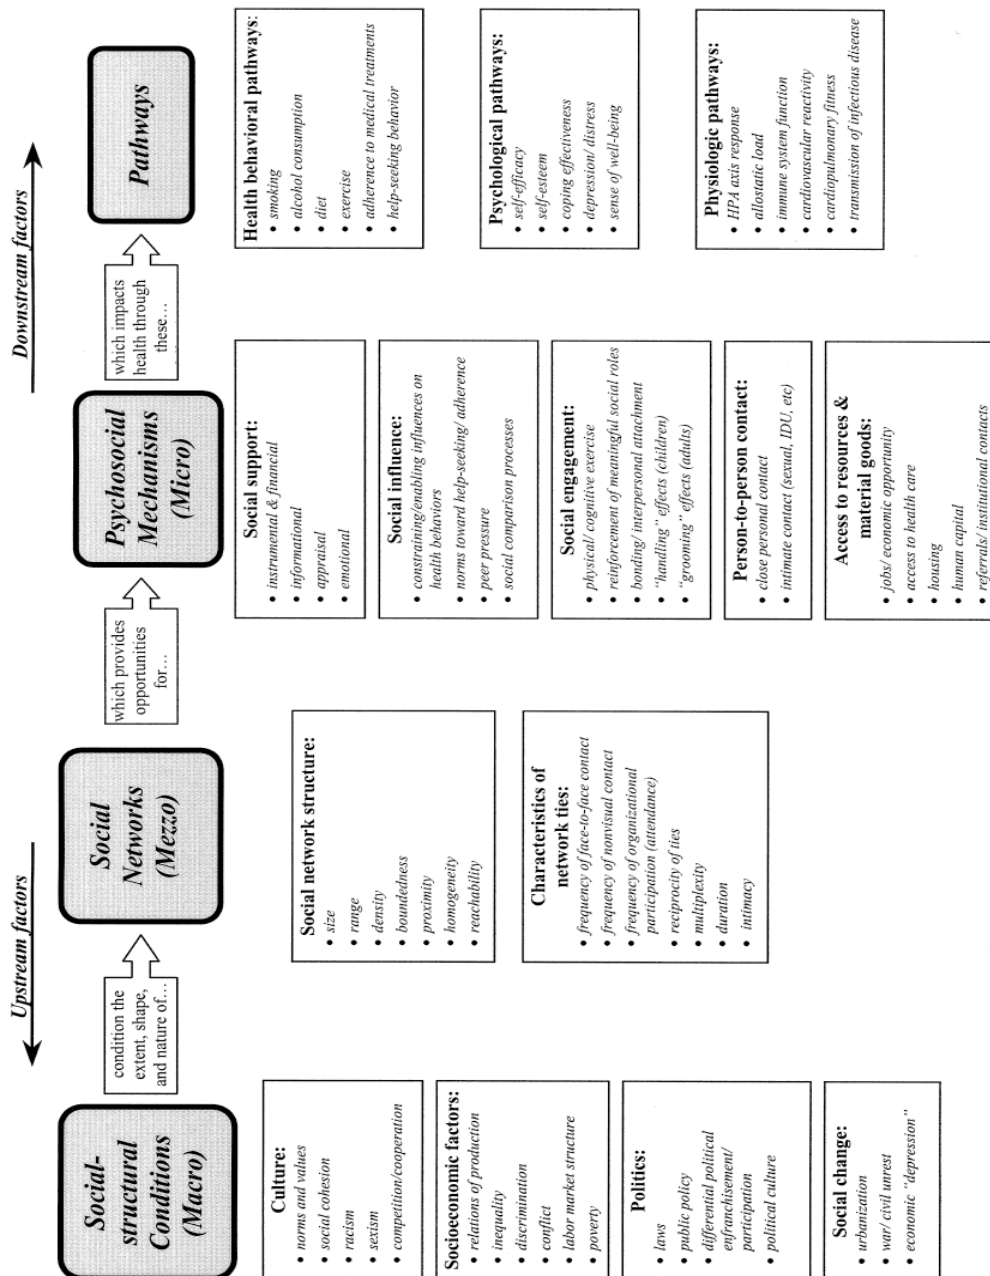 Upstream factors
Downstream factors
Social-
structural
Conditions
(Macro)
condition the
extent, shape,
and nature of…
Social
Networks
(Mezzo)
which provides
opportunities
for…
Psychosocial
Mechanisms
(Micro)
which impacts
health through
these…
Pathways
Culture:
• norms and values
• social cohesion
• racism
• sexism
• competition/cooperation
Socioeconomic factors:
• relations of production
• inequality
• discrimination
• conflict
• labor market structure
• poverty
Politics:
• laws
• public policy
• differential political
enfranchisement/
participation
• political culture
Social change:
• urbanization
• war/ civil unrest
• economic "depression"
Social network structure:
• size
• range
• density
• boundedness
• proximity
• homogeneity
• reachability
Characteristics of
network ties:
• frequency of face-to-face contact
• frequency of nonvisual contact
• frequency of organizational
participation (attendance)
• reciprocity of ties
• multiplexity
• duration
• intimacy
Social support:
• instrumental & financial
• informational
• appraisal
• emotional
Social influence:
• constraining/enabling influences on
health behaviors
• norms toward help-seeking/ adherence
• peer pressure
• social comparison processes
Social engagement:
• physical/ cognitive exercise
• reinforcement of meaningful social roles
• bonding/ interpersonal attachment
• "handling" effects (children)
• "grooming" effects (adults)
Person-to-person contact:
• close personal contact
• intimate contact (sexual, IDU, etc)
Access to resources &
material goods:
• jobs/ economic opportunity
• access to health care
• housing
• human capital
• referrals/ institutional contacts
Health behavioral pathways:
• smoking
• alcohol consumption
• diet
• exercise
• adherence to medical treatments
• help-seeking behavior
Psychological pathways:
• self-efficacy
• self-esteem
• coping effectiveness
• depression/ distress
• sense of well-being
Physiologic pathways:
• HPA axis response
• allostatic load
• immune system function
• cardiovascular reactivity
• cardiopulmonary fitness
• transmission of infectious disease